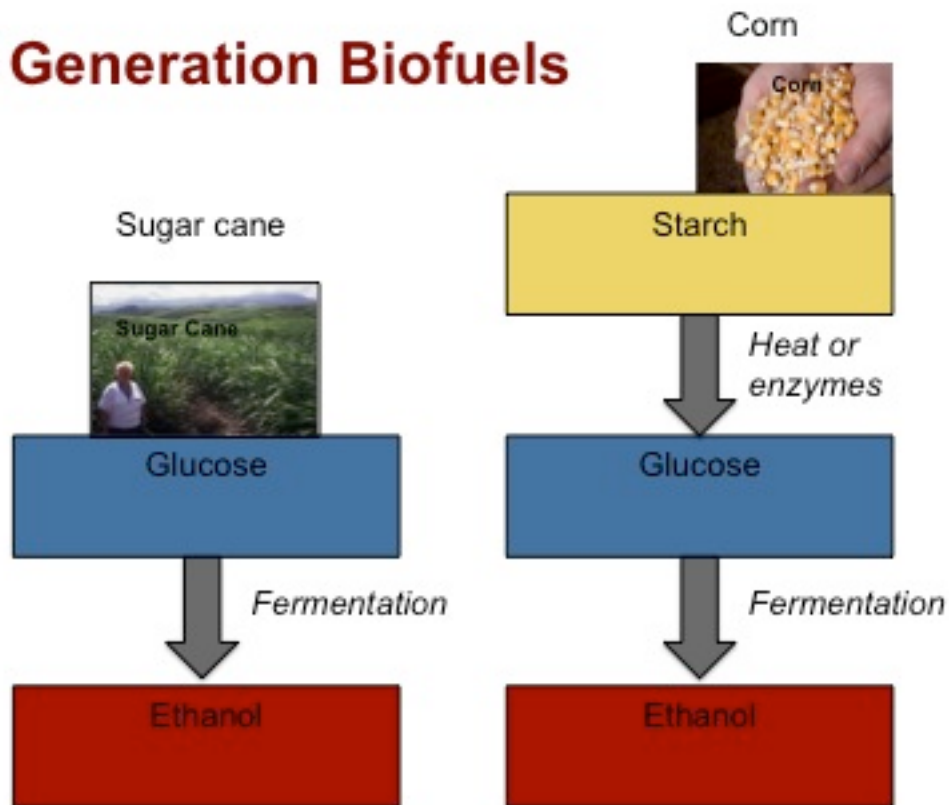 Generation Biofuels
Corn
Corn
Starch
Heat or
enzymes
Glucose
Fermentation
Ethanol
Sugar cane
Sugar Cane
Glucose
Fermentation
Ethanol